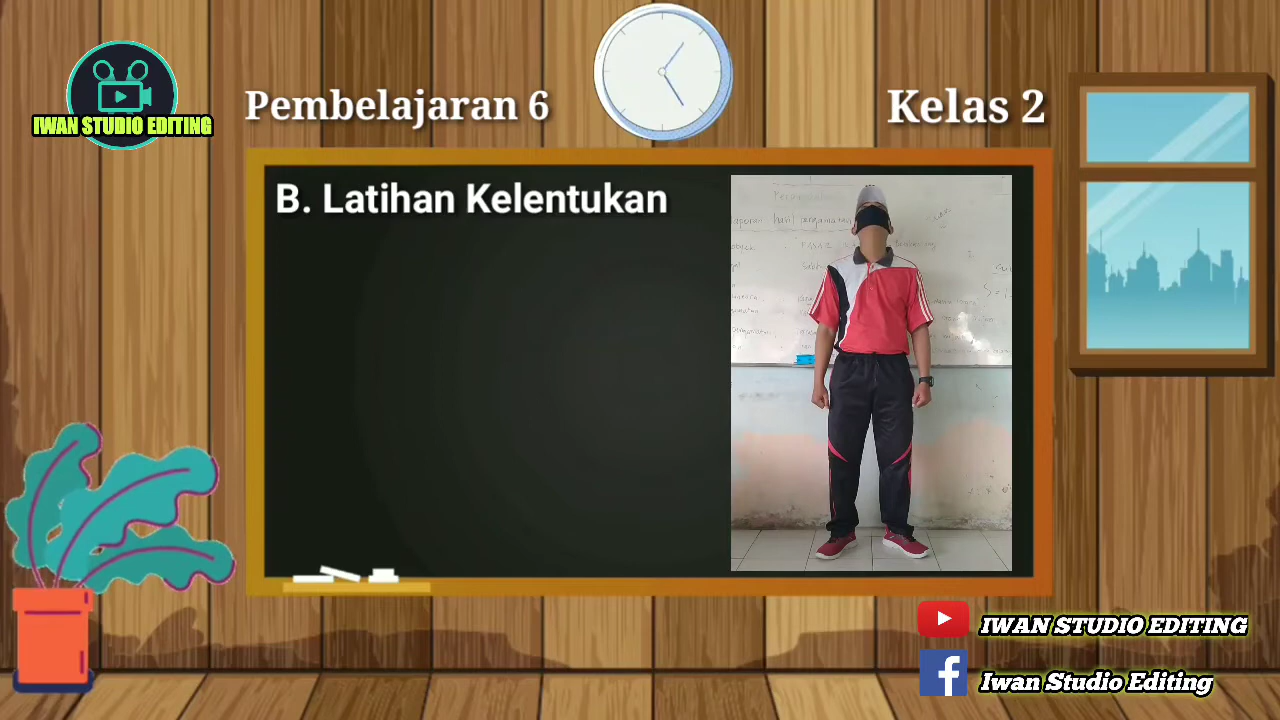 IWAN STUDIO EDITING
Pembelajaran 6
Kelas 2
B. Latihan Kelentukan
IWAN STUDIO EDITING
Iwan Studio Editing